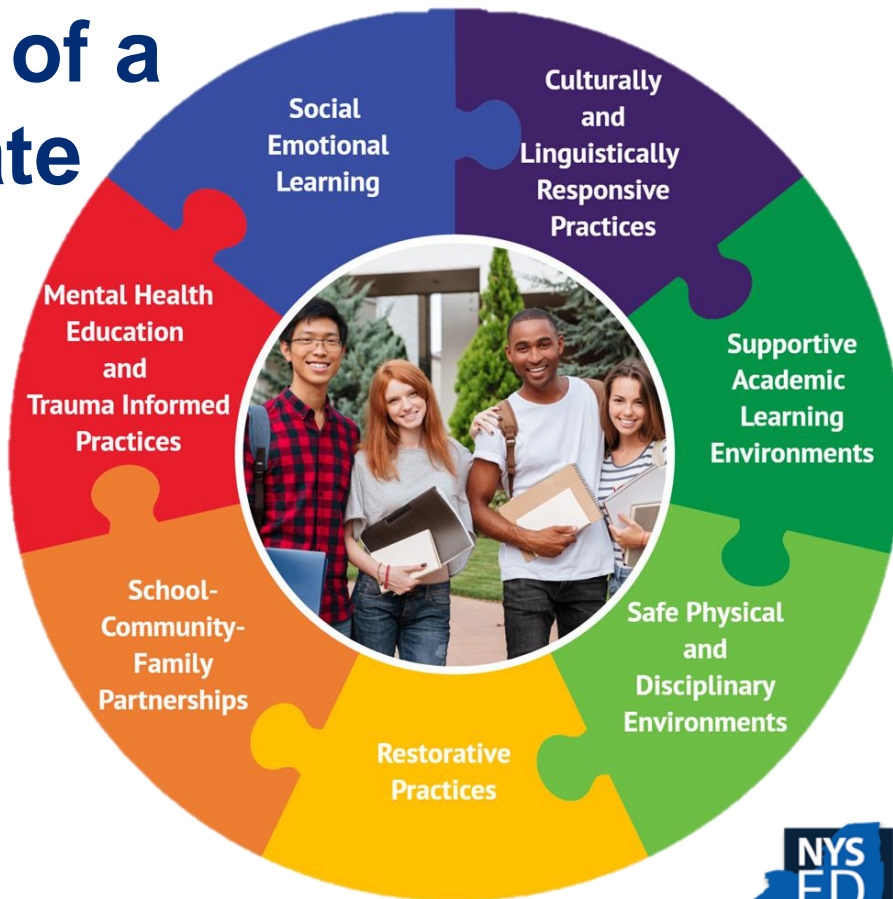 of a
ate
Social
Emotional
Learning
Culturally
and
Linguistically
Responsive
Practices
Mental Health
Education
and
Trauma Informed
Practices
Supportive
Academic
Learning
Environments
School-
Community-
Family
Partnerships
Safe Physical
and
Disciplinary
Environments
Restorative
Practices
NYS
ED